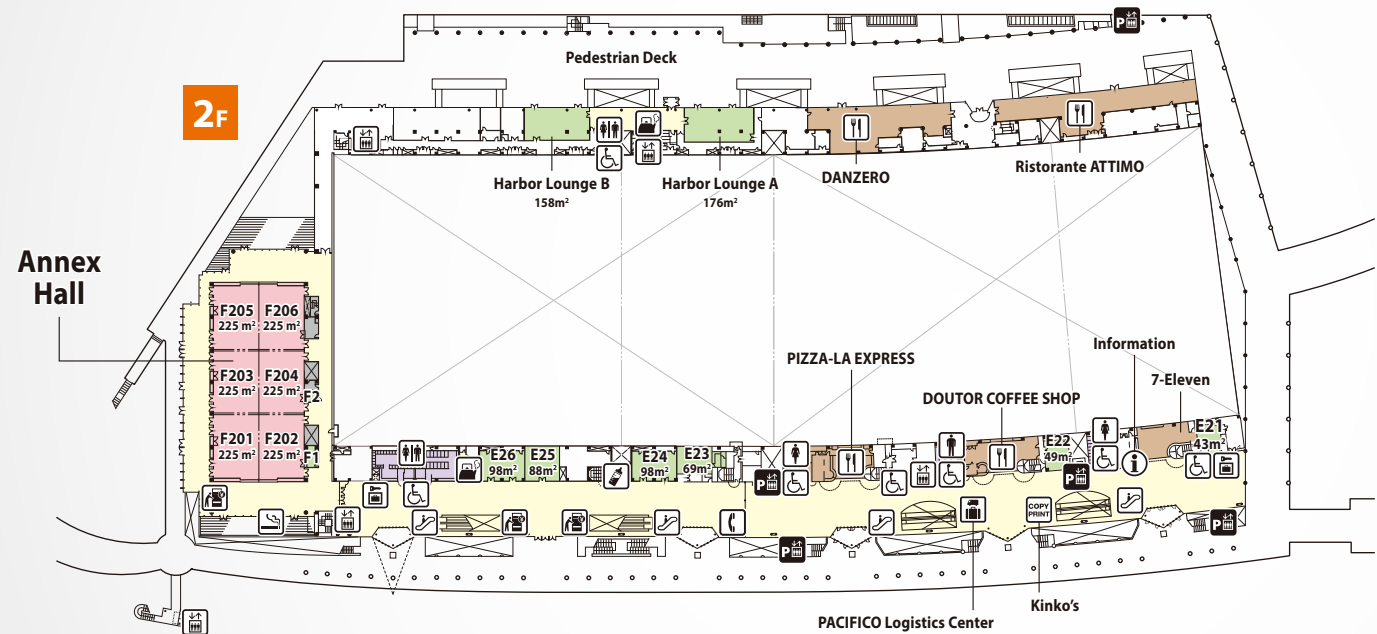 Pedestrian Deck
2F
Harbor Lounge B
158m²
Harbor Lounge A
176m²
DANZERO
Ristorante ATTIMO
Annex
Hall
F205
225 m²
F206
225 m²
F203
225 m²
F204
225 m²
F2
F201
225 m²
F202
225 m²
F1
PIZZA-LA EXPRESS
DOUTOR COFFEE SHOP
Information
7-Eleven
E26
98m²
E25
88m²
E24
98m²
E23
69m²
E22
49m²
E21
43m²
i
P
P
P
P
P
COPY
PRINT
Kinko's
PACIFICO Logistics Center